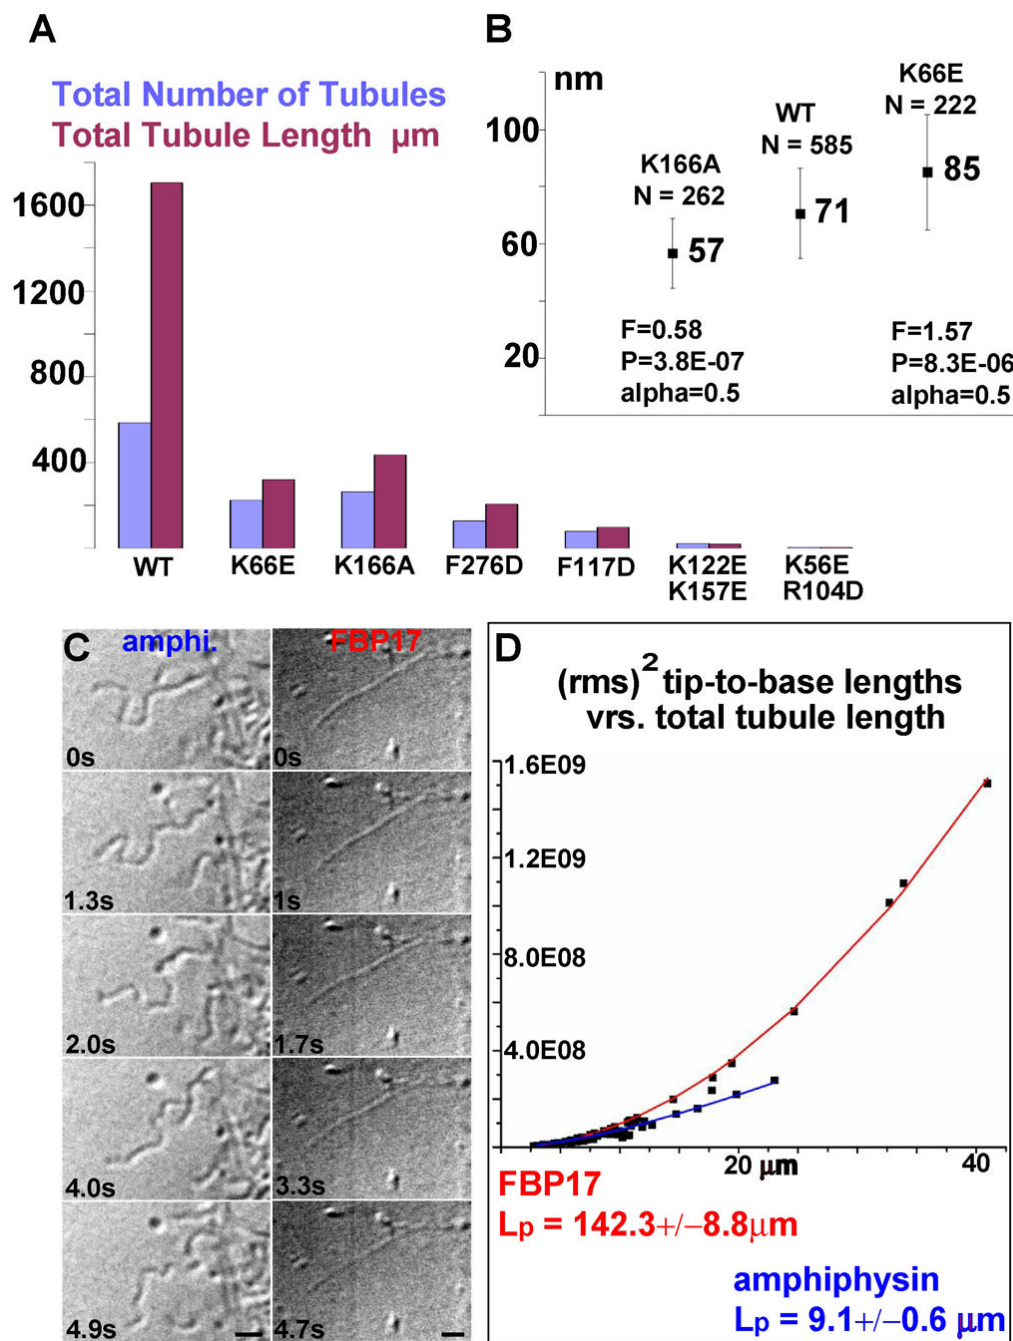 A
Total Number of Tubules
Total Tubule Length µm
1600
1200
800
400
WT
K66E
K166A
F276D
F117D
K122E
K157E
K56E
R104D
B
nm
100
60
20
K166A
N = 262
57
WT
N = 585
71
K66E
N = 222
85
F=0.58
P=3.8E-07
alpha=0.5
F=1.57
P=8.3E-06
alpha=0.5
C
amphi.
FBP17
0s
0s
1.3s
1s
2.0s
1.7s
4.0s
3.3s
4.9s
4.7s
D
(rms)² tip-to-base lengths
vrs. total tubule length
1.6E09
1.2E09
8.0E08
4.0E08
20 µm
40
FBP17
Lp = 142.3+/−8.8µm
amphiphysin
Lp = 9.1+/−0.6 µm